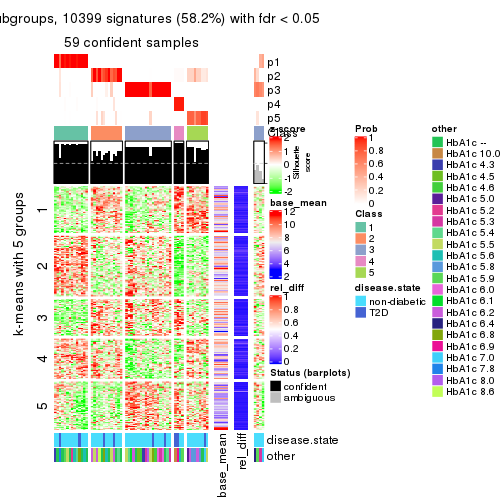 ubgroups, 10399 signatures (58.2%) with fdr < 0.05
59 confident samples
p1
p2
p3
p4
p5
Class
Silhouette
score
1
2
3
4
5
k-means with 5 groups
disease.state
other
base_mean
rel_diff
z-score
2
1
0
-1
-2
base_mean
12
10
8
6
4
2
rel_diff
1
0.8
0.6
0.4
0.2
0
Status (barplots)
confident
ambiguous
Prob
1
0.8
0.6
0.4
0.2
0
Class
1
2
3
4
5
disease.state
non-diabetic
T2D
other
HbA1c --
HbA1c 10.0
HbA1c 4.3
HbA1c 4.5
HbA1c 4.6
HbA1c 5.0
HbA1c 5.2
HbA1c 5.3
HbA1c 5.4
HbA1c 5.5
HbA1c 5.6
HbA1c 5.8
HbA1c 5.9
HbA1c 6.0
HbA1c 6.1
HbA1c 6.2
HbA1c 6.4
HbA1c 6.8
HbA1c 6.9
HbA1c 7.0
HbA1c 7.8
HbA1c 8.0
HbA1c 8.6